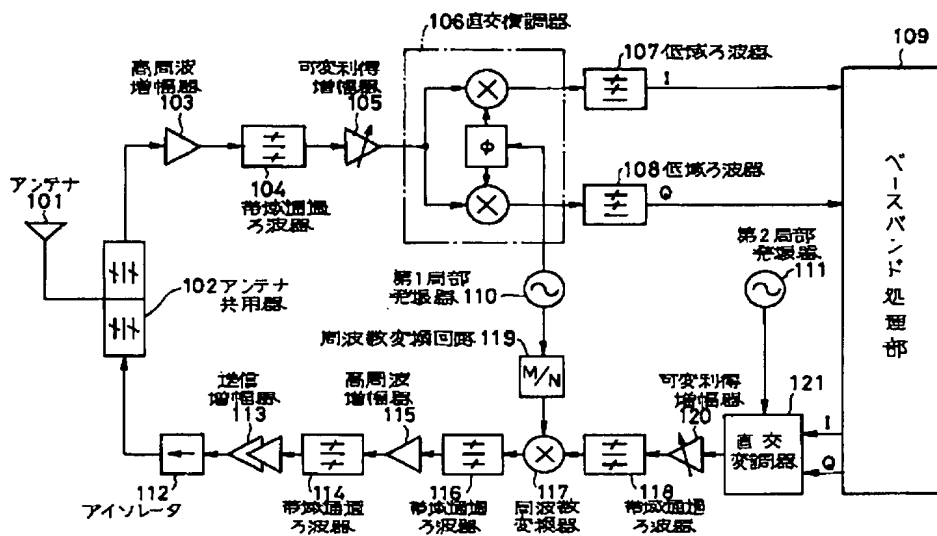 106直交復調器
高周波
増幅器
103
可変利得
増幅器
105
107低域ろ波器
I
109
Φ
104
帯域通過
ろ波器
108低域ろ波器
Q
アンテナ
101
ベースバンド処理部
第2局部
発振器
111
第1局部
発振器110
102アンテナ
共用器
周波数変換回路119
M/N
送信
増幅器
113
高周波増幅器
115
可変利得
増幅器
120
121
直交
変調器
I
Q
112
アイソレータ
114
帯域通過
ろ波器
116
帯域通過
ろ波器
117
周波数
変換器
118
帯域通過
ろ波器